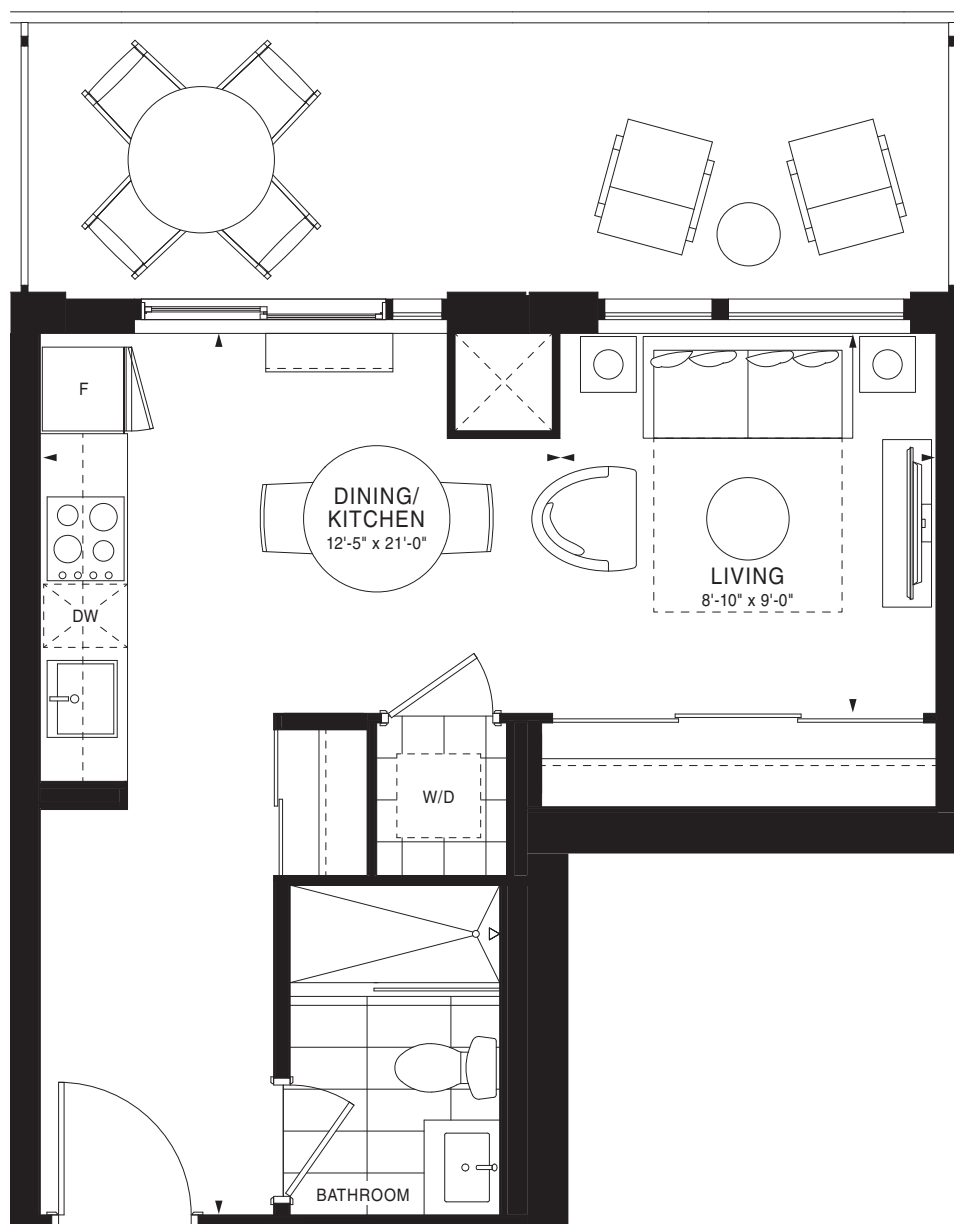 F
DINING/
KITCHEN
12'-5" x 21'-0"
LIVING
8'-10" x 9'-0"
DW
W/D
BATHROOM